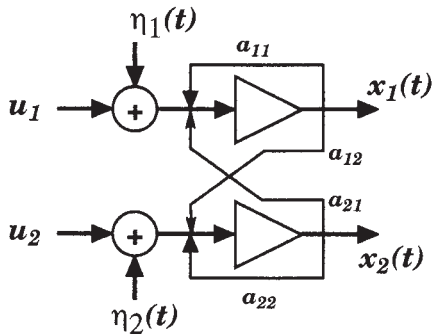 η₁(t)
a₁₁
u₁
+
x₁(t)
a₁₂
a₂₁
u₂
+
x₂(t)
a₂₂
η₂(t)